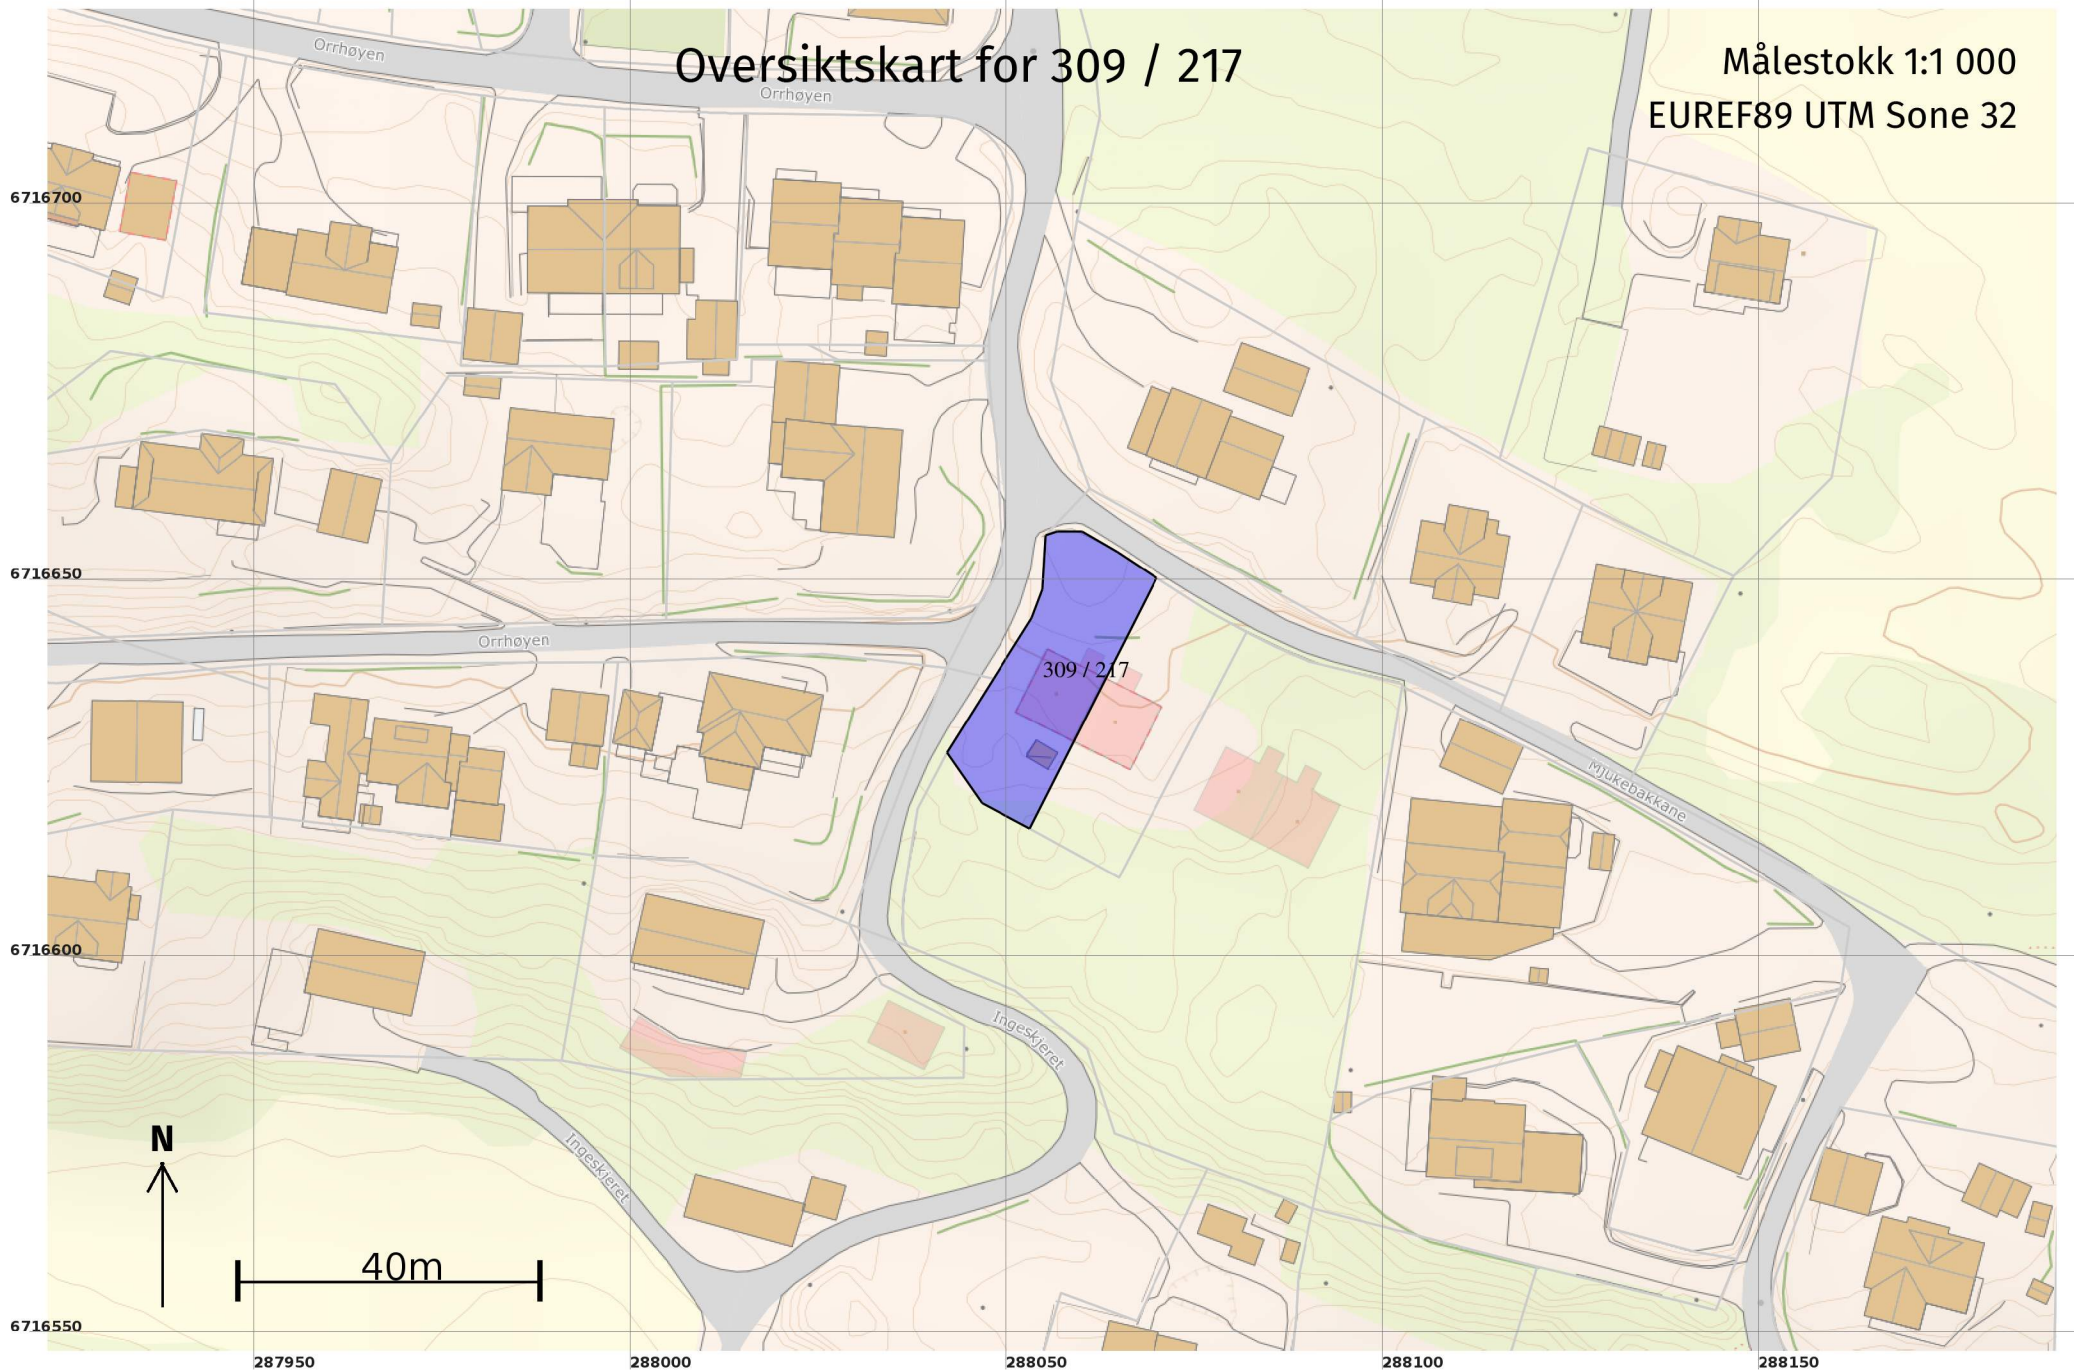 Orrhøyen
Oversiktskart for 309 / 217
Målestokk 1:1 000
Orrhøyen
EUREF89 UTM Sone 32
6716700
6716650
Orrhøyen
309 / 217
Mjukebakkane
6716600
Ingeskjeret
N
Ingeskjeret
40m
6716550
287950
288000
288050
288100
288150